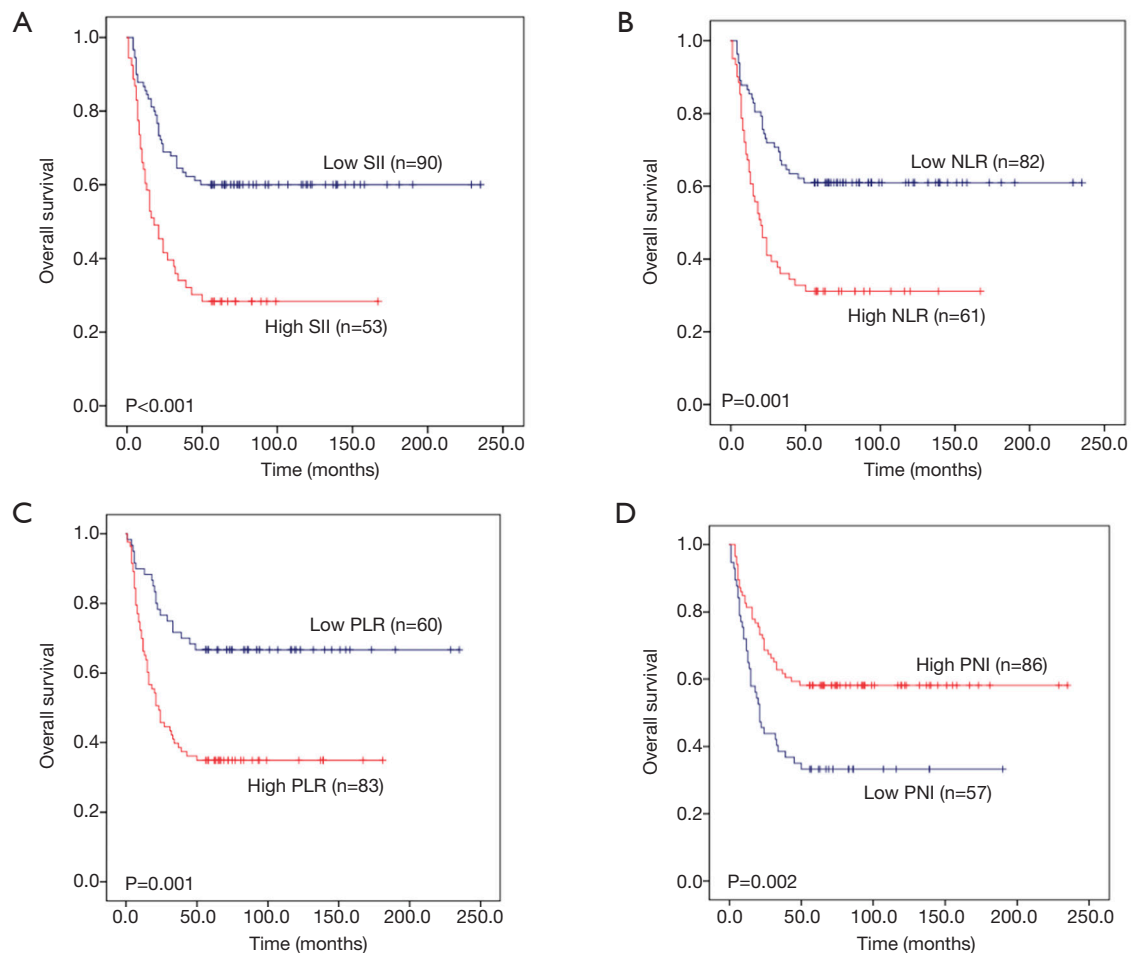 A
1.0
0.8
0.6
0.4
0.2
0.0
Overall survival
Low SII (n=90)
High SII (n=53)
P<0.001
0.0 50.0 100.0 150.0 200.0 250.0
Time (months)
B
1.0
0.8
0.6
0.4
0.2
0.0
Overall survival
Low NLR (n=82)
High NLR (n=61)
P=0.001
0.0 50.0 100.0 150.0 200.0 250.0
Time (months)
C
1.0
0.8
0.6
0.4
0.2
0.0
Overall survival
Low PLR (n=60)
High PLR (n=83)
P=0.001
0.0 50.0 100.0 150.0 200.0 250.0
Time (months)
D
1.0
0.8
0.6
0.4
0.2
0.0
Overall survival
High PNI (n=86)
Low PNI (n=57)
P=0.002
0.0 50.0 100.0 150.0 200.0 250.0
Time (months)